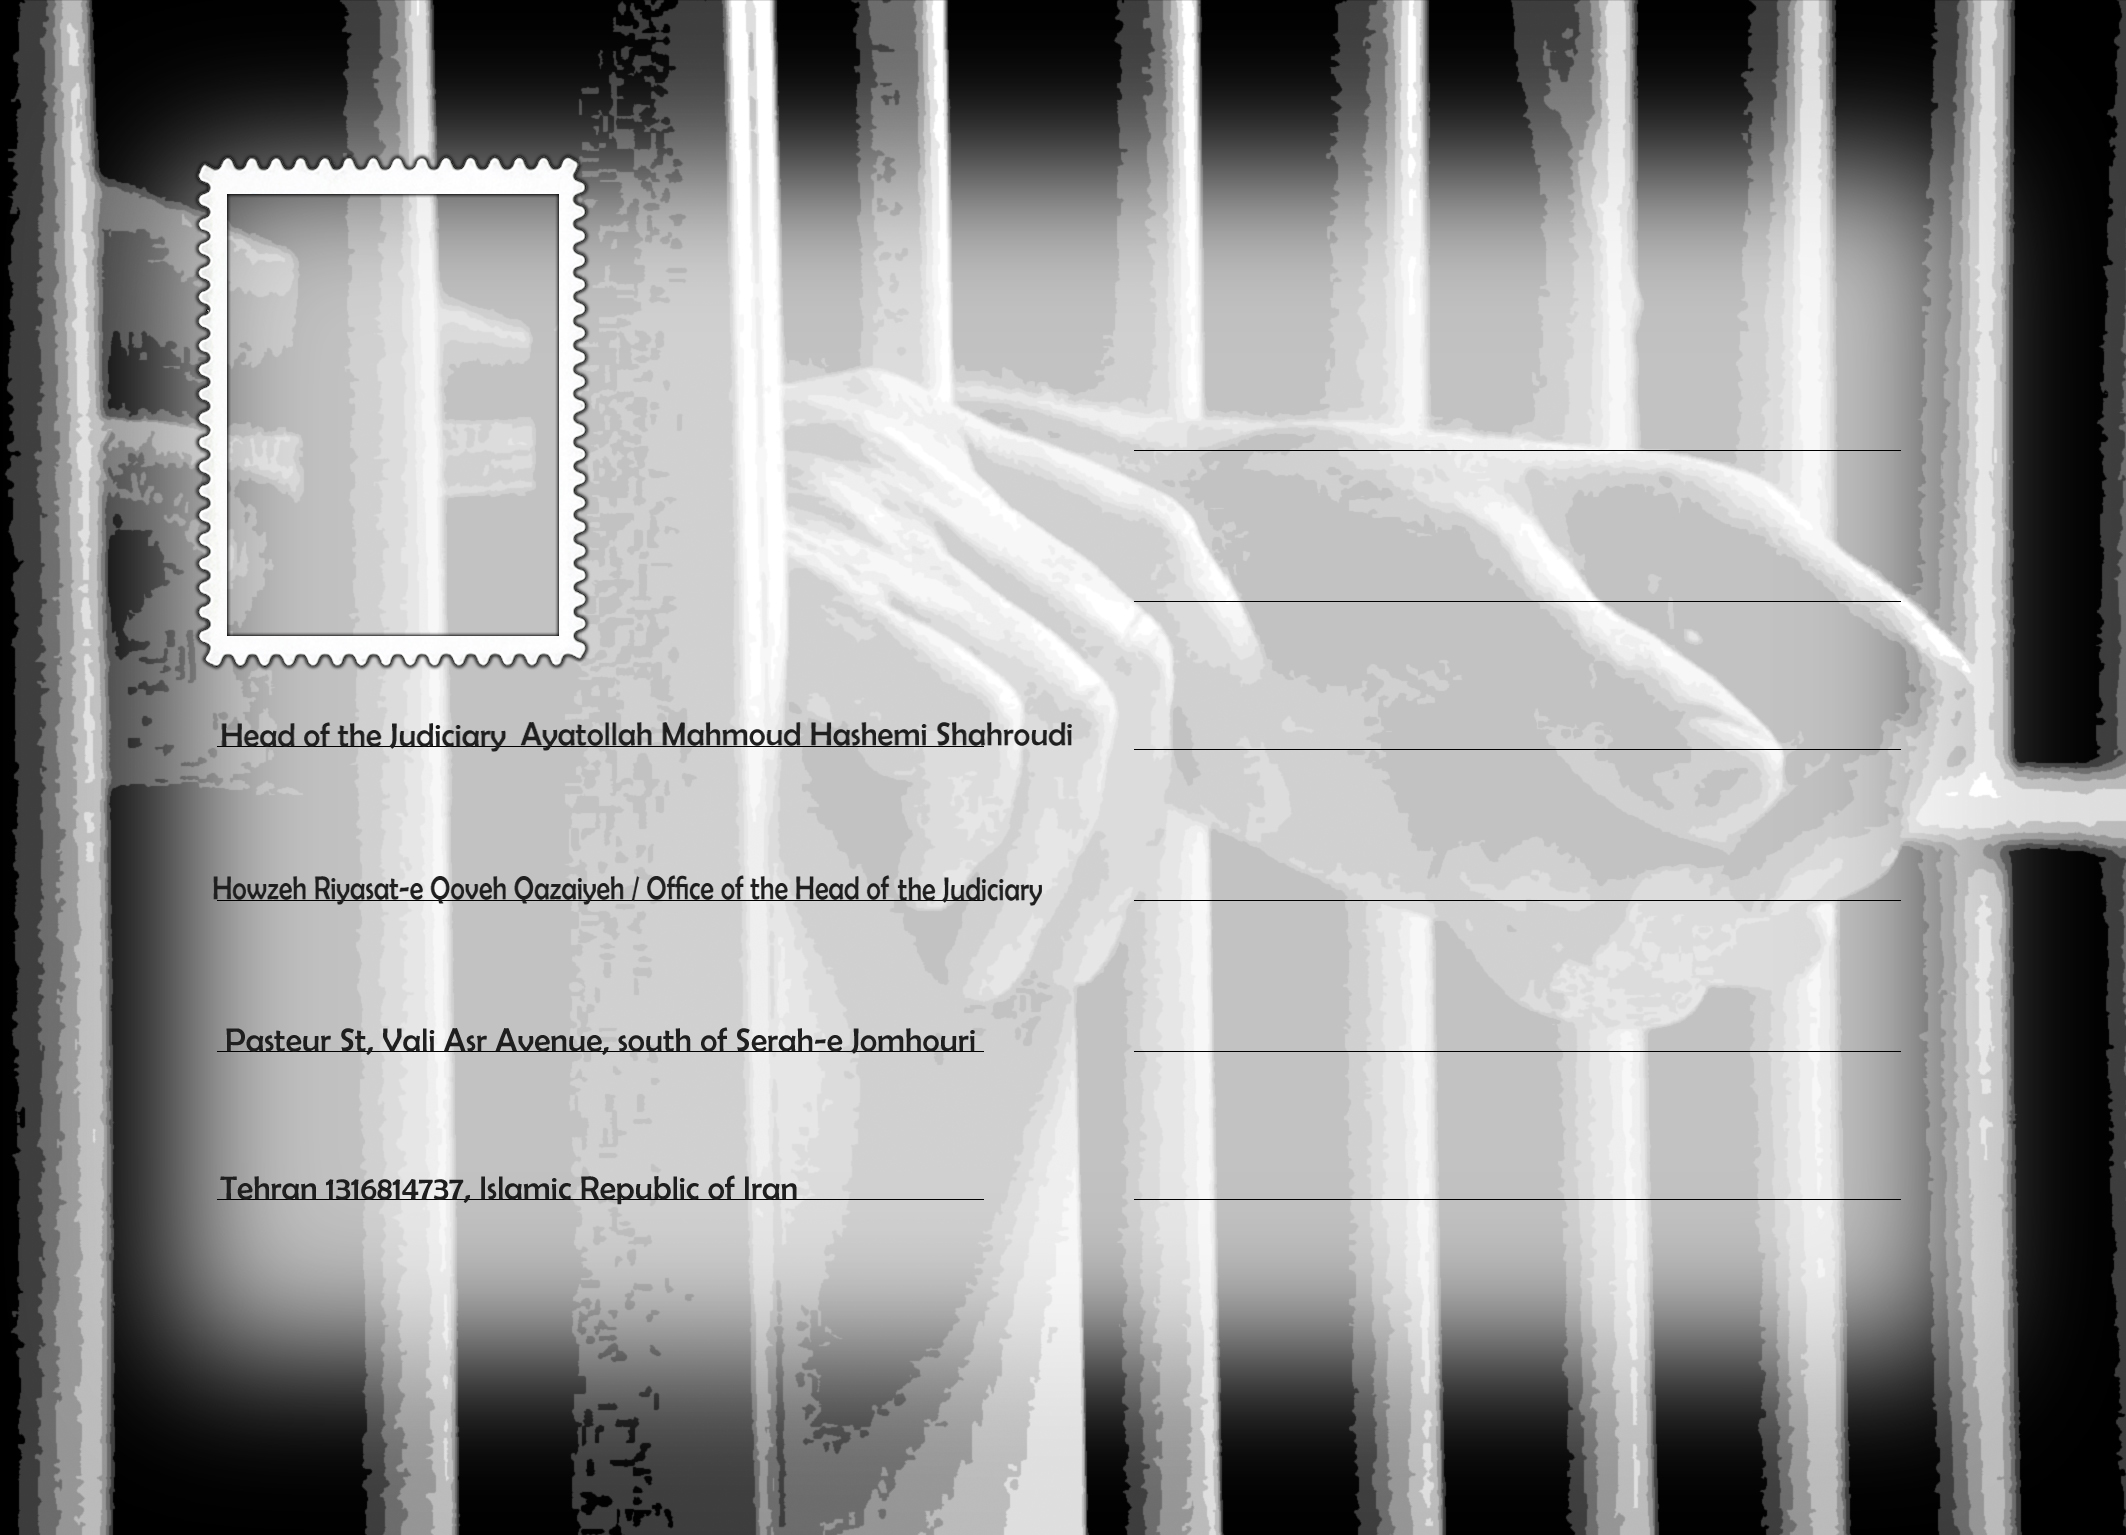 Head of the Judiciary Ayatollah Mahmoud Hashemi Shahroudi
Howzeh Riyasat-e Qoveh Qazaiyeh / Office of the Head of the Judiciary
Pasteur St, Vali Asr Avenue, south of Serah-e Jomhouri
Tehran 1316814737, Islamic Republic of Iran